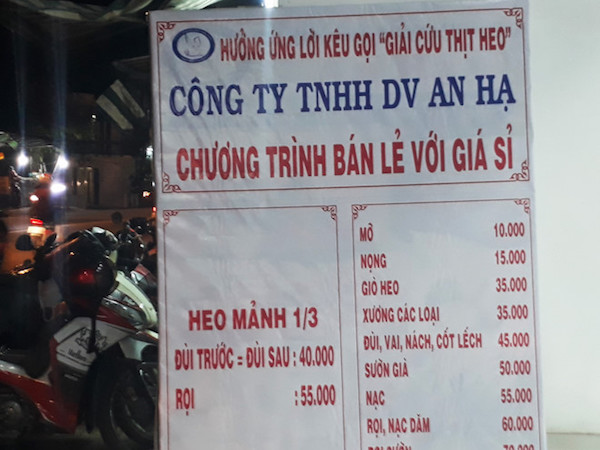 HƯỞNG ỨNG LỜI KÊU GỌI "GIẢI CỨU THỊT HEO"
CÔNG TY TNHH DV AN HẠ
CHƯƠNG TRÌNH BÁN LẺ VỚI GIÁ SỈ
HEO MẢNH 1/3
ĐÙI TRƯỚC = ĐÙI SAU : 40.000
RỌI : 55.000
MỠ 10.000
NỌNG 15.000
GIÒ HEO 35.000
XƯƠNG CÁC LOẠI 35.000
ĐÙI, VAI, NÁCH, CỐT LẾCH 45.000
SƯỜN GIÀ 50.000
NẠC 55.000
RỌI, NẠC DĂM 60.000